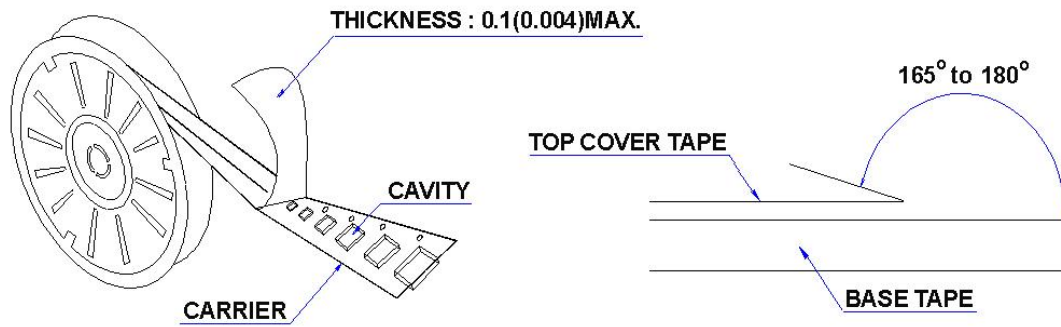 THICKNESS : 0.1(0.004)MAX.
165° to 180°
TOP COVER TAPE
CAVITY
CARRIER
BASE TAPE